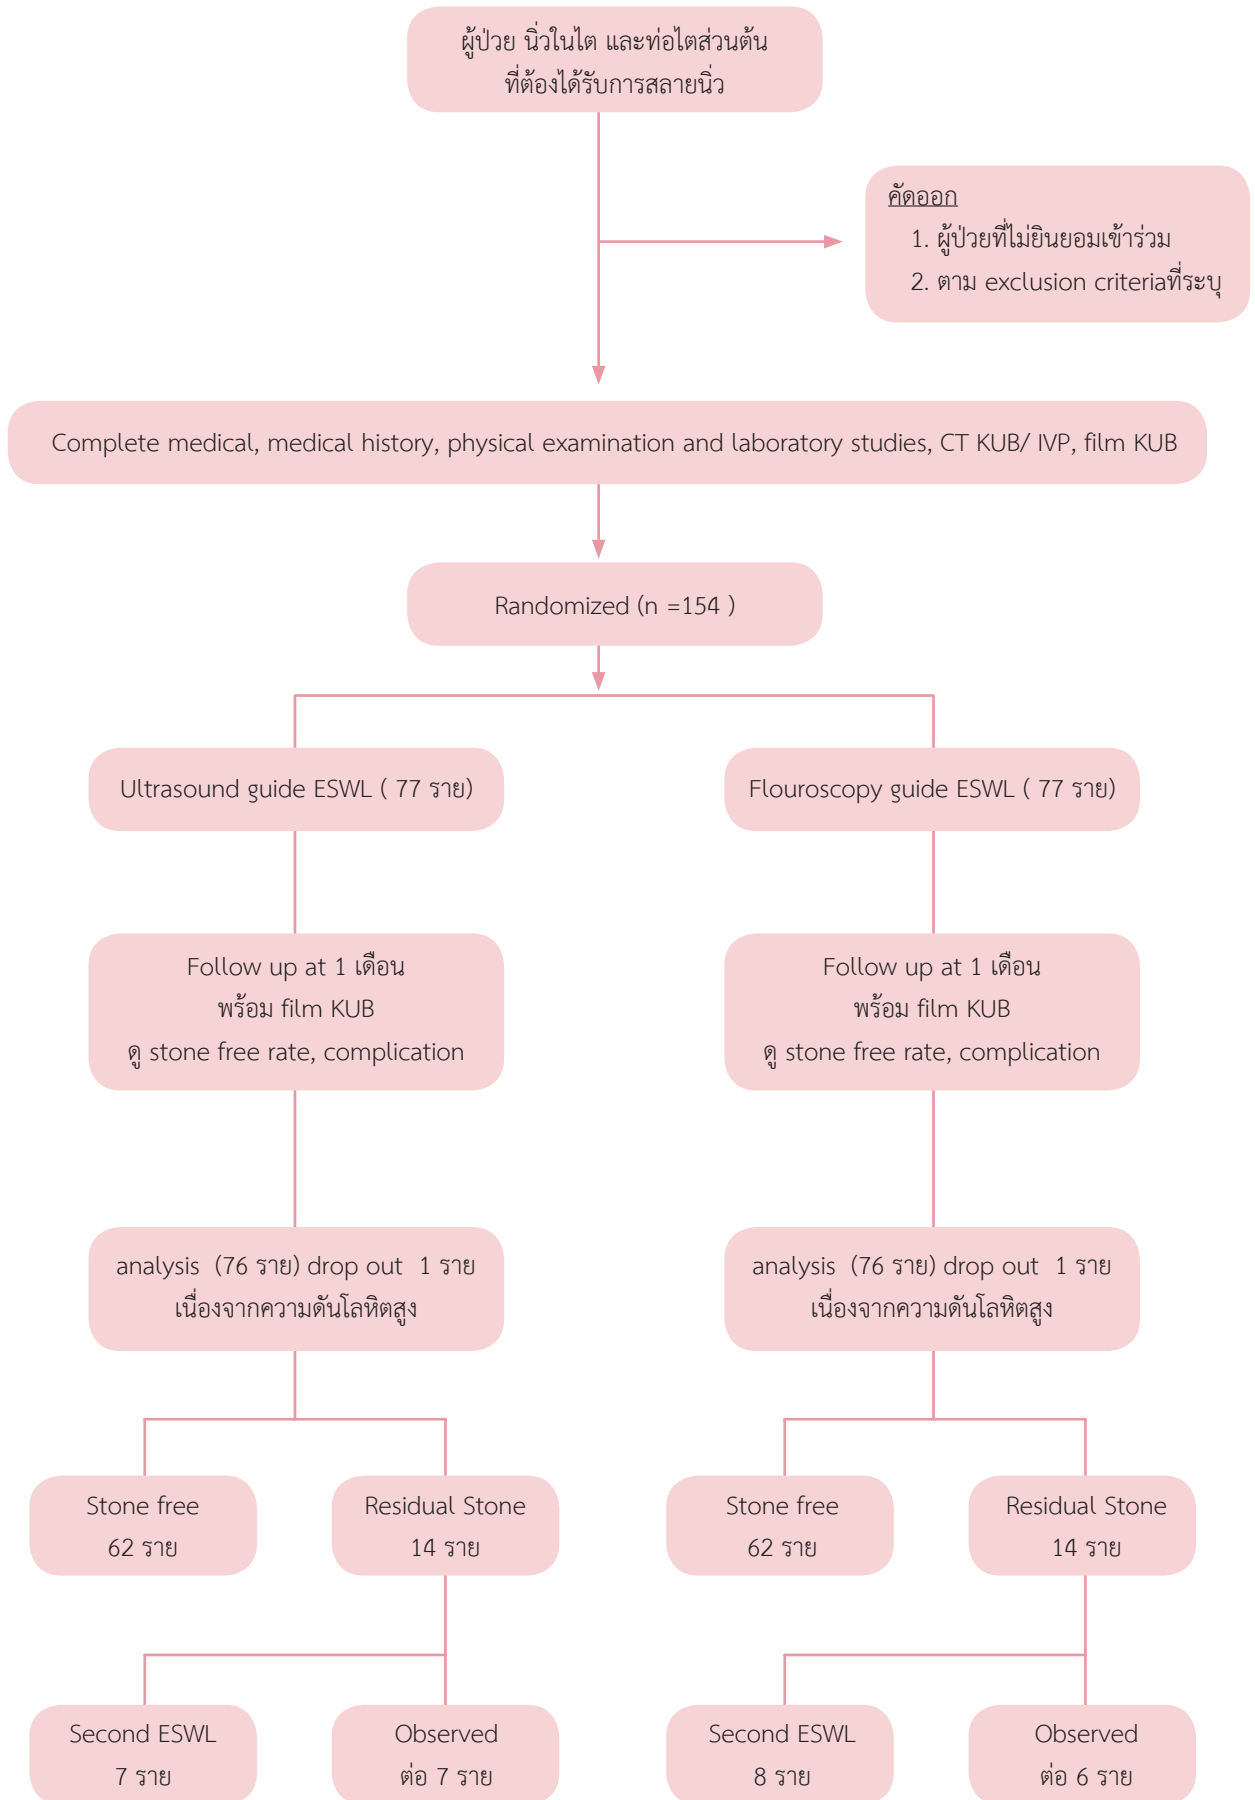 ผู้ป่วย นิ่วในไต และท่อไตส่วนต้น
ที่ต้องได้รับการสลายนิ่ว
คัดออก
1. ผู้ป่วยที่ไม่ยินยอมเข้าร่วม
2. ตาม exclusion criteriaที่ระบุ
Complete medical, medical history, physical examination and laboratory studies, CT KUB/ IVP, film KUB
Randomized (n =154 )
Ultrasound guide ESWL ( 77 ราย)
Flouroscopy guide ESWL ( 77 ราย)
Follow up at 1 เดือน
พร้อม film KUB
ดู stone free rate, complication
Follow up at 1 เดือน
พร้อม film KUB
ดู stone free rate, complication
analysis (76 ราย) drop out 1 ราย
เนื่องจากความดันโลหิตสูง
analysis (76 ราย) drop out 1 ราย
เนื่องจากความดันโลหิตสูง
Stone free
62 ราย
Residual Stone
14 ราย
Stone free
62 ราย
Residual Stone
14 ราย
Second ESWL
7 ราย
Observed
ต่อ 7 ราย
Second ESWL
8 ราย
Observed
ต่อ 6 ราย